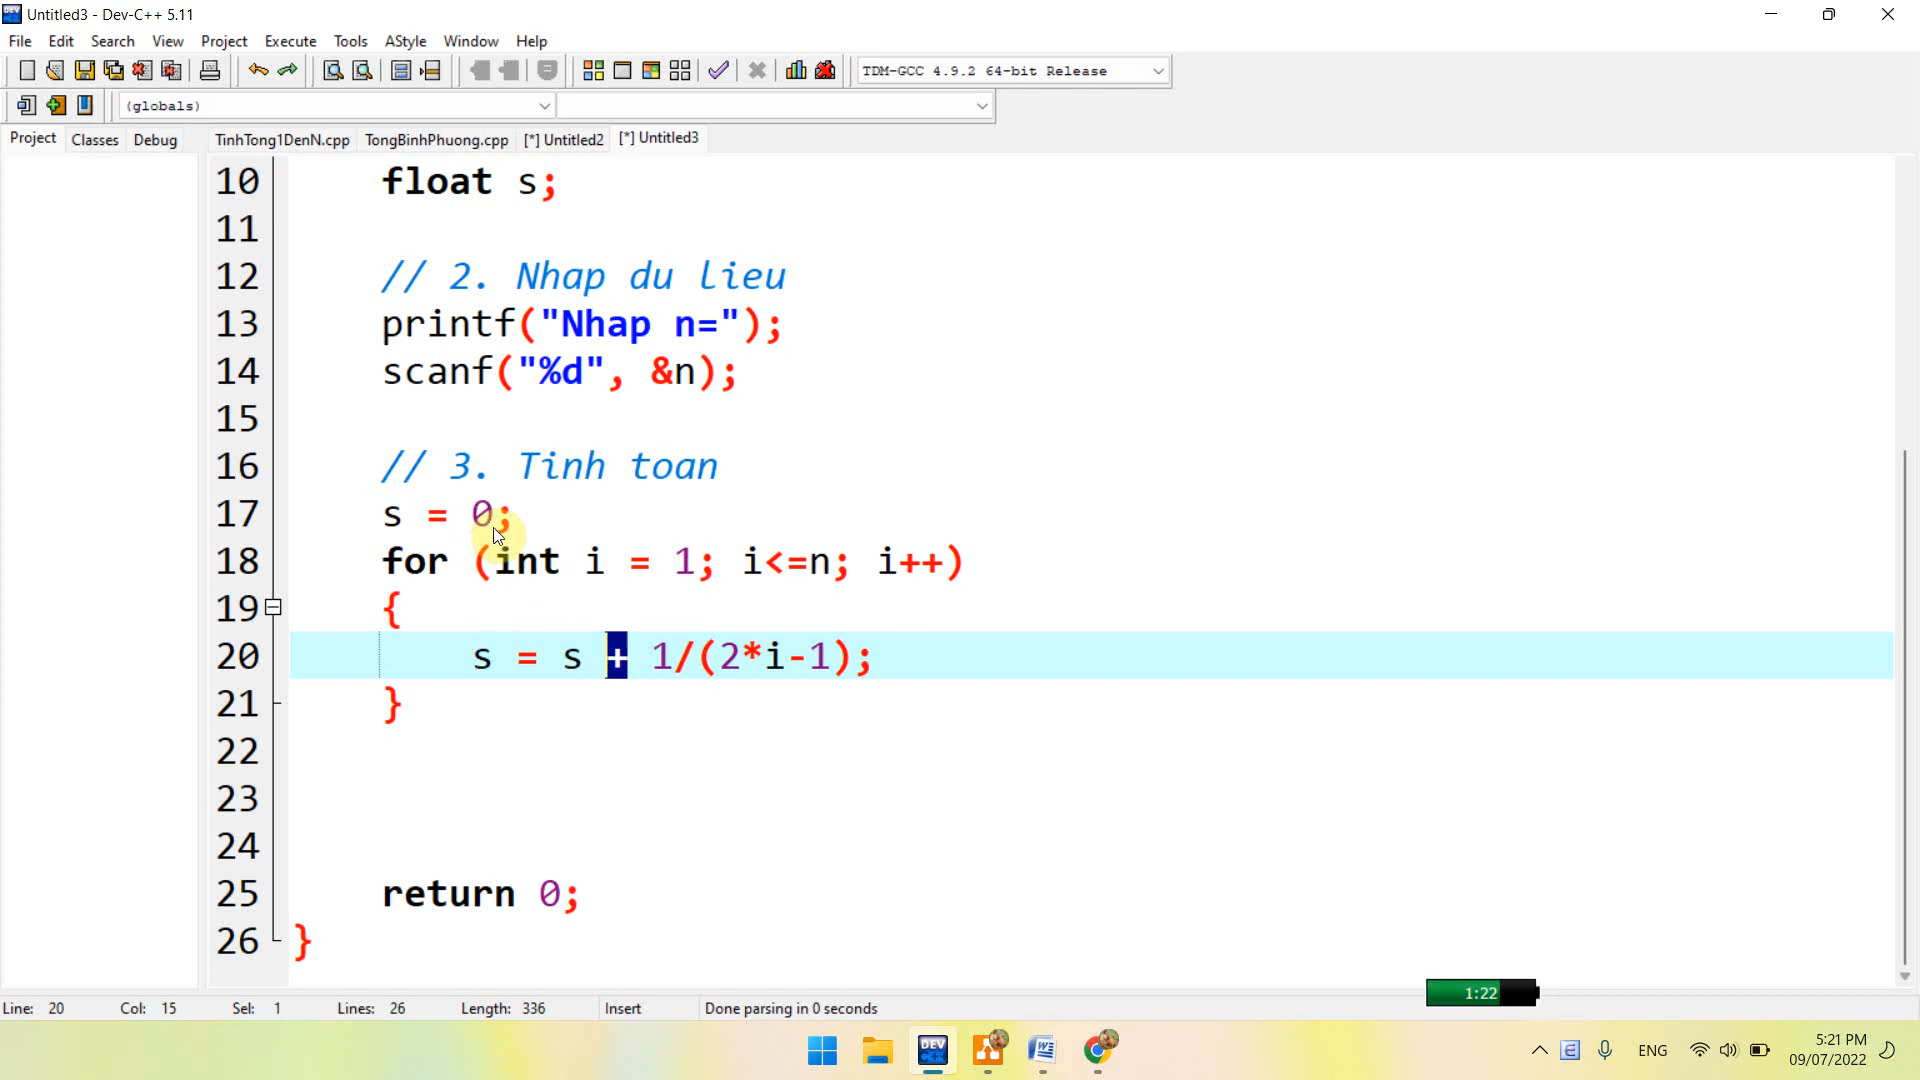 Untitled3 - Dev-C++ 5.11
File Edit Search View Project Execute Tools AStyle Window Help
TDM-GCC 4.9.2 64-bit Release
(globals)
Project Classes Debug TinhTong1DenN.cpp TongBinhPhuong.cpp [*] Untitled2 [*] Untitled3
10 float s;
11
12 // 2. Nhap du lieu
13 printf("Nhap n=");
14 scanf("%d", &n);
15
16 // 3. Tinh toan
17 s = 0;
18 for (int i = 1; i<=n; i++)
19 {
20 s = s + 1/(2*i-1);
21 }
22
23
24
25 return 0;
26 }
1:22
Line: 20 Col: 15 Sel: 1 Lines: 26 Length: 336 Insert Done parsing in 0 seconds
DEV
ENG
5:21 PM
09/07/2022